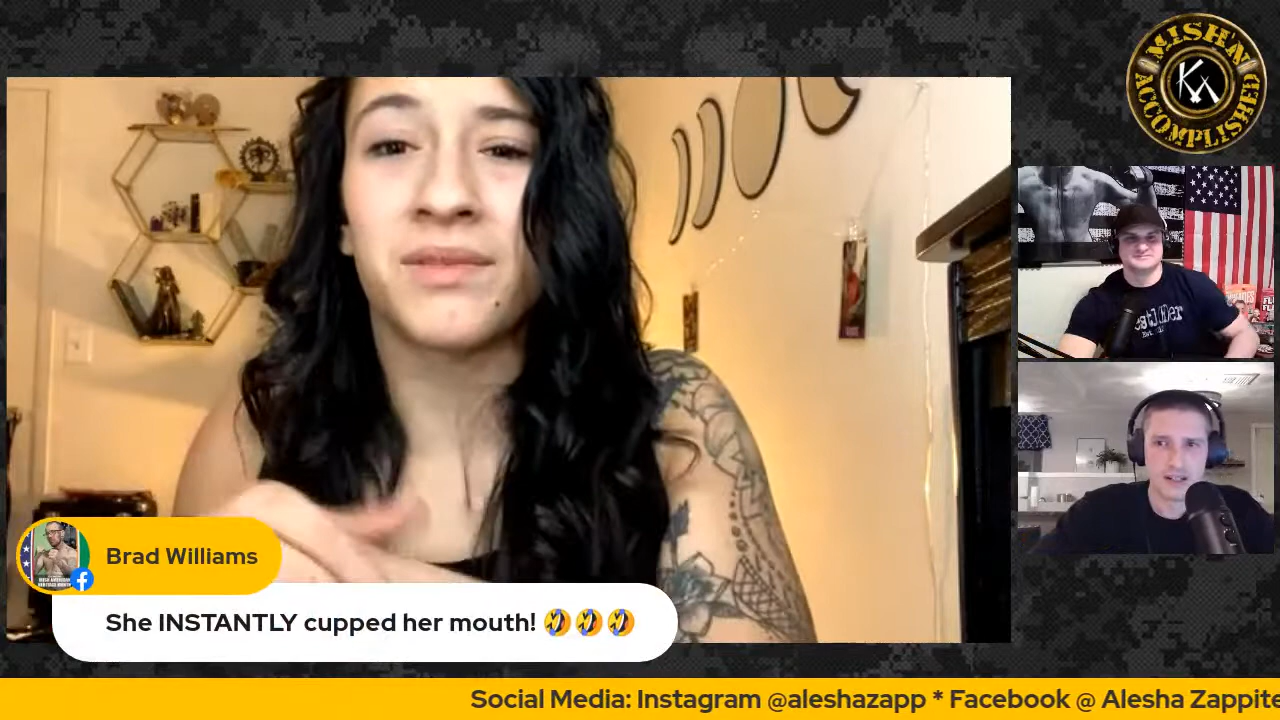 MISH'N
ACCOMPLISHED
Brad Williams
She INSTANTLY cupped her mouth! 🤣🤣🤣
Social Media: Instagram @aleshazapp * Facebook @ Alesha Zappite